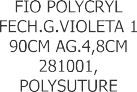 FIO POLYCRYL
FECH.G.VIOLETA 1
90CM AG.4,8CM
281001,
POLYSUTURE